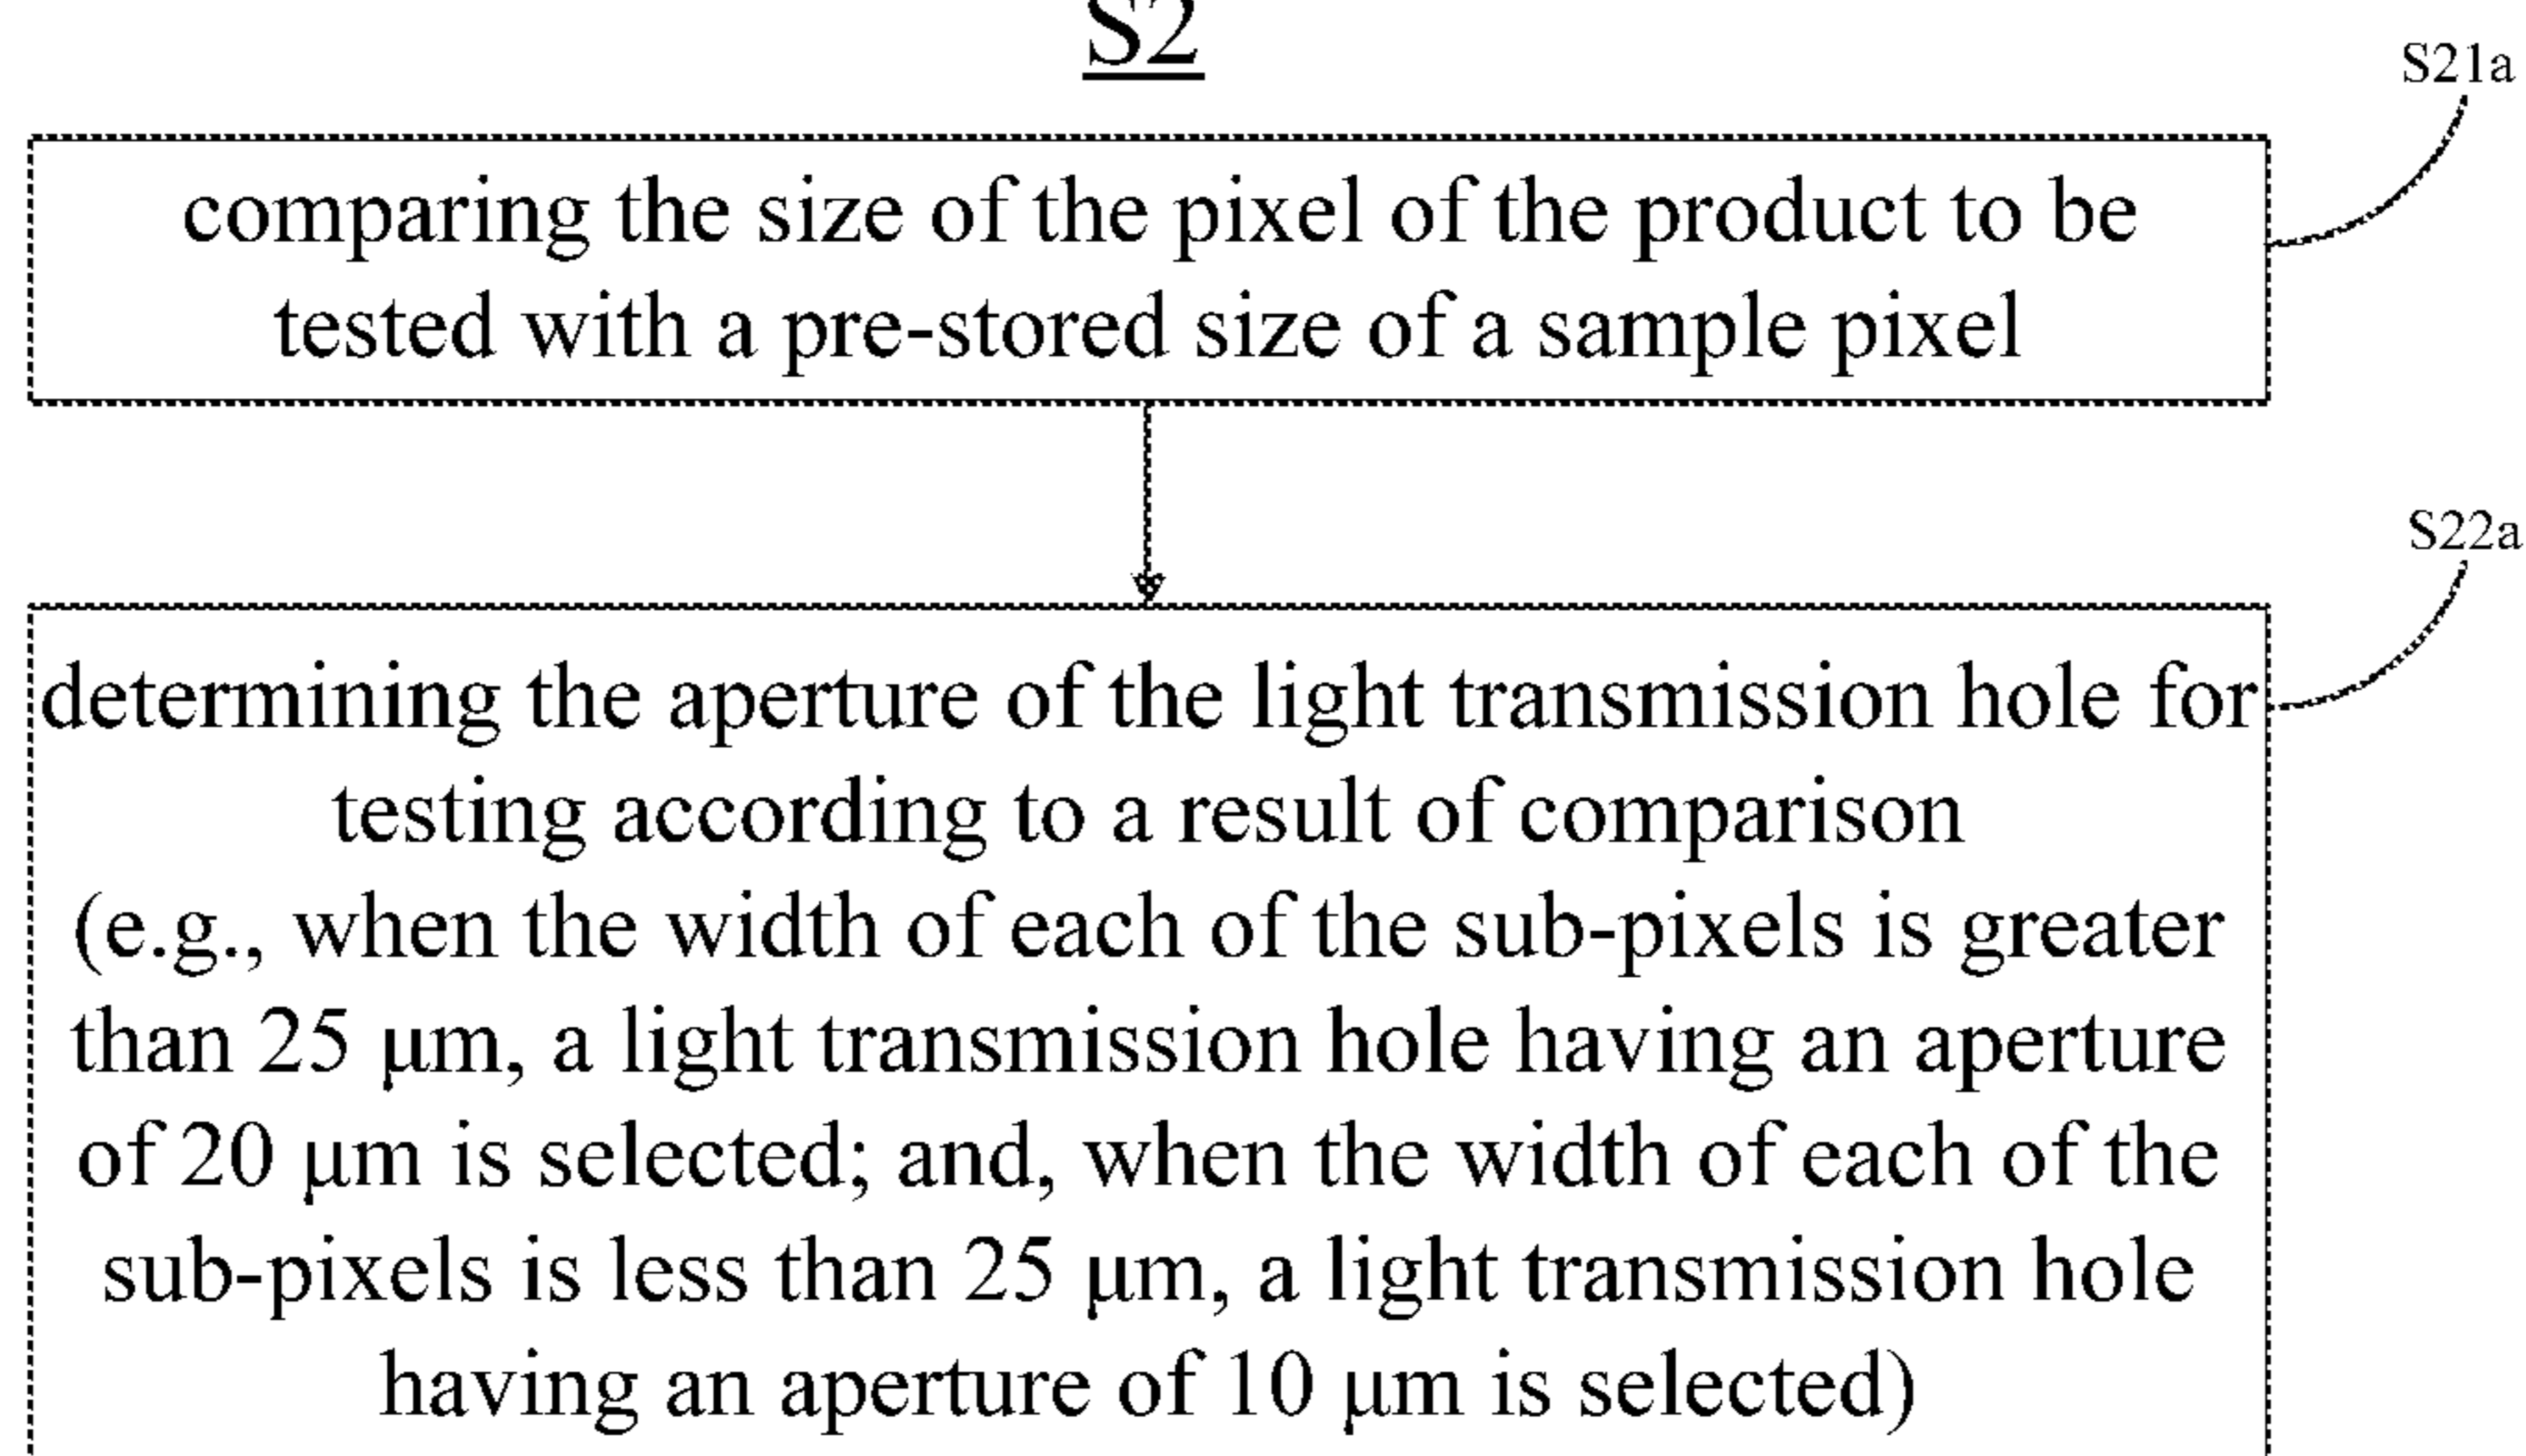 S2
S21a
comparing the size of the pixel of the product to be
tested with a pre-stored size of a sample pixel
S22a
determining the aperture of the light transmission hole for
testing according to a result of comparison
(e.g., when the width of each of the sub-pixels is greater
than 25 μm, a light transmission hole having an aperture
of 20 μm is selected; and, when the width of each of the
sub-pixels is less than 25 μm, a light transmission hole
having an aperture of 10 μm is selected)